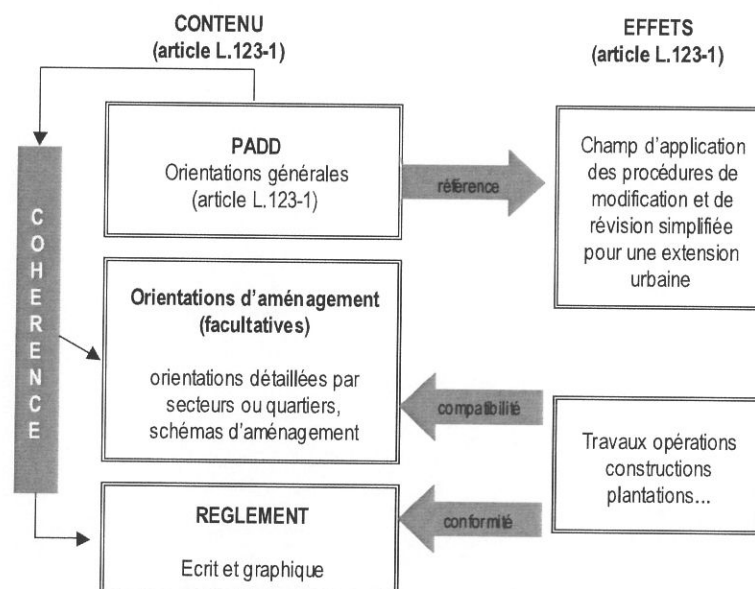 CONTENU
(article L.123-1)
EFFETS
(article L.123-1)
COHERENCE
PADD
Orientations générales
(article L.123-1)
référence
Champ d'application
des procédures de
modification et de
révision simplifiée
pour une extension
urbaine
Orientations d'aménagement
(facultatives)
orientations détaillées par
secteurs ou quartiers,
schémas d'aménagement
compatibilité
Travaux opérations
constructions
plantations...
REGLEMENT
Ecrit et graphique
conformité